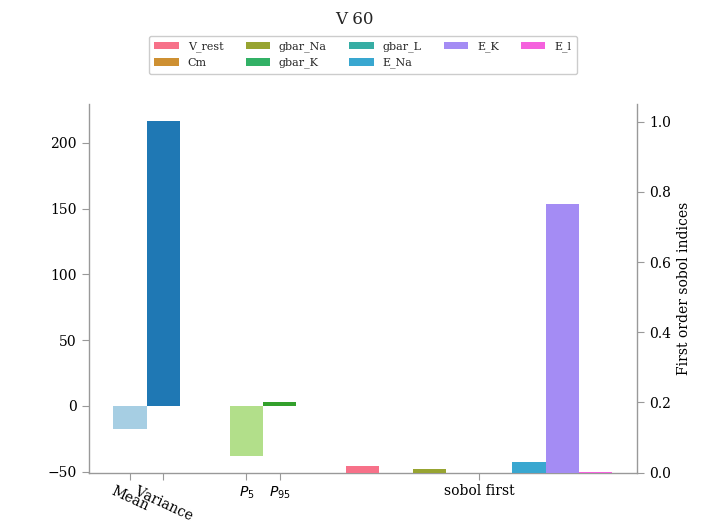 V 60
V_rest gbar_Na gbar_L E_K E_l
Cm gbar_K E_Na
200
150
100
50
0
−50
1.0
0.8
0.6
0.4
0.2
0.0
First order sobol indices
Mean
Variance
P5
P95
sobol first